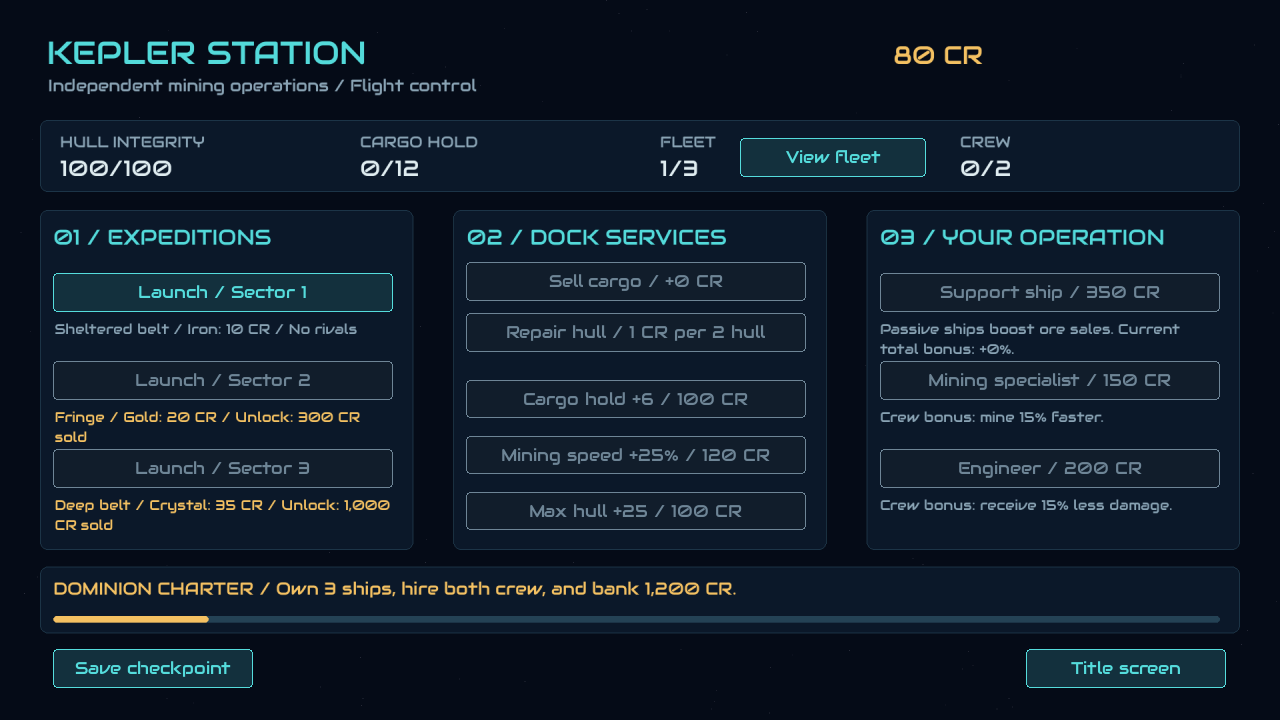 KEPLER STATION
80 CR
Independent mining operations / Flight control
HULL INTEGRITY
100/100
CARGO HOLD
0/12
FLEET
1/3
View fleet
CREW
0/2
01 / EXPEDITIONS
Launch / Sector 1
Sheltered belt / Iron: 10 CR / No rivals
Launch / Sector 2
Fringe / Gold: 20 CR / Unlock: 300 CR
sold
Launch / Sector 3
Deep belt / Crystal: 35 CR / Unlock: 1,000
CR sold
02 / DOCK SERVICES
Sell cargo / +0 CR
Repair hull / 1 CR per 2 hull
Cargo hold +6 / 100 CR
Mining speed +25% / 120 CR
Max hull +25 / 100 CR
03 / YOUR OPERATION
Support ship / 350 CR
Passive ships boost ore sales. Current
total bonus: +0%.
Mining specialist / 150 CR
Crew bonus: mine 15% faster.
Engineer / 200 CR
Crew bonus: receive 15% less damage.
DOMINION CHARTER / Own 3 ships, hire both crew, and bank 1,200 CR.
Save checkpoint
Title screen